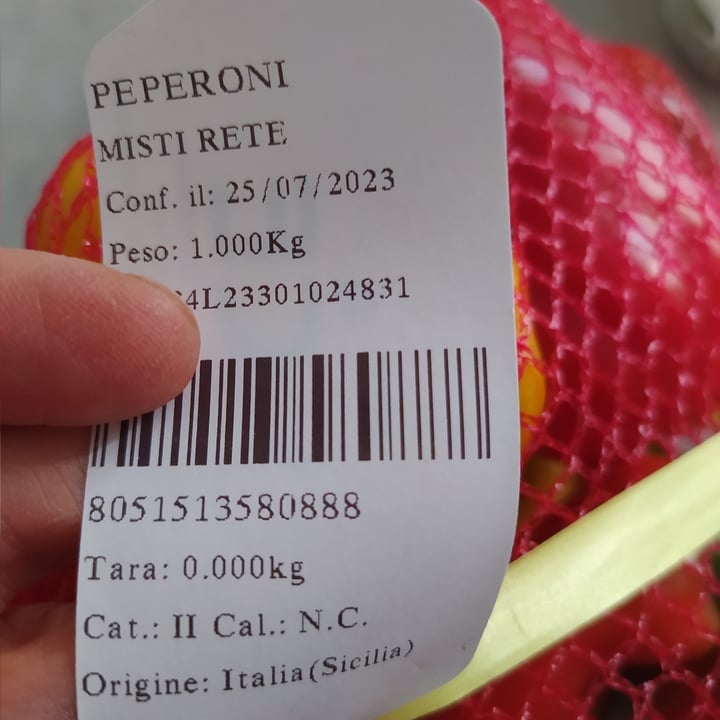 PEPERONI
MISTI RETE
Conf. il: 25/07/2023
Peso: 1.000Kg
4L23301024831
8051513580888
Tara: 0.000kg
Cat.: II Cal.: N.C.
Origine: Italia(Sicilia)